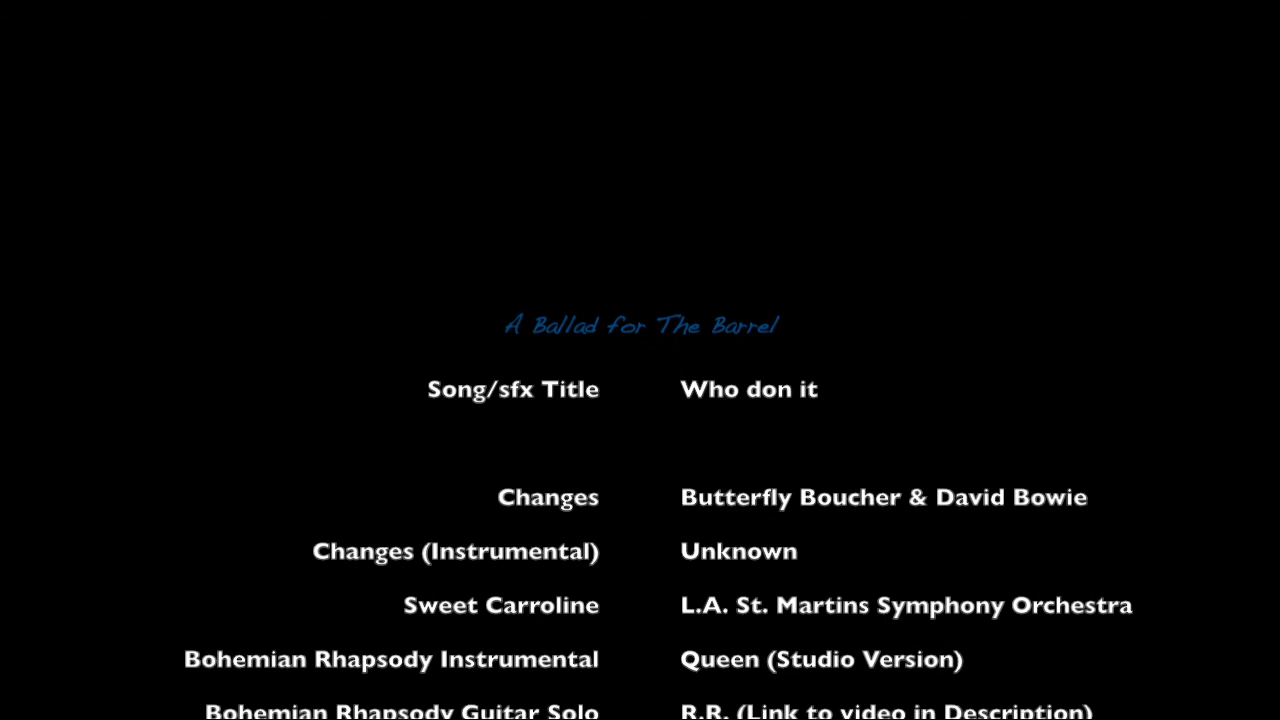 A Ballad for The Barrel
Song/sfx Title Who don it
Changes Butterfly Boucher & David Bowie
Changes (Instrumental) Unknown
Sweet Carroline L.A. St. Martins Symphony Orchestra
Bohemian Rhapsody Instrumental Queen (Studio Version)
Bohemian Rhapsody Guitar Solo R.R. (Link to video in Description)